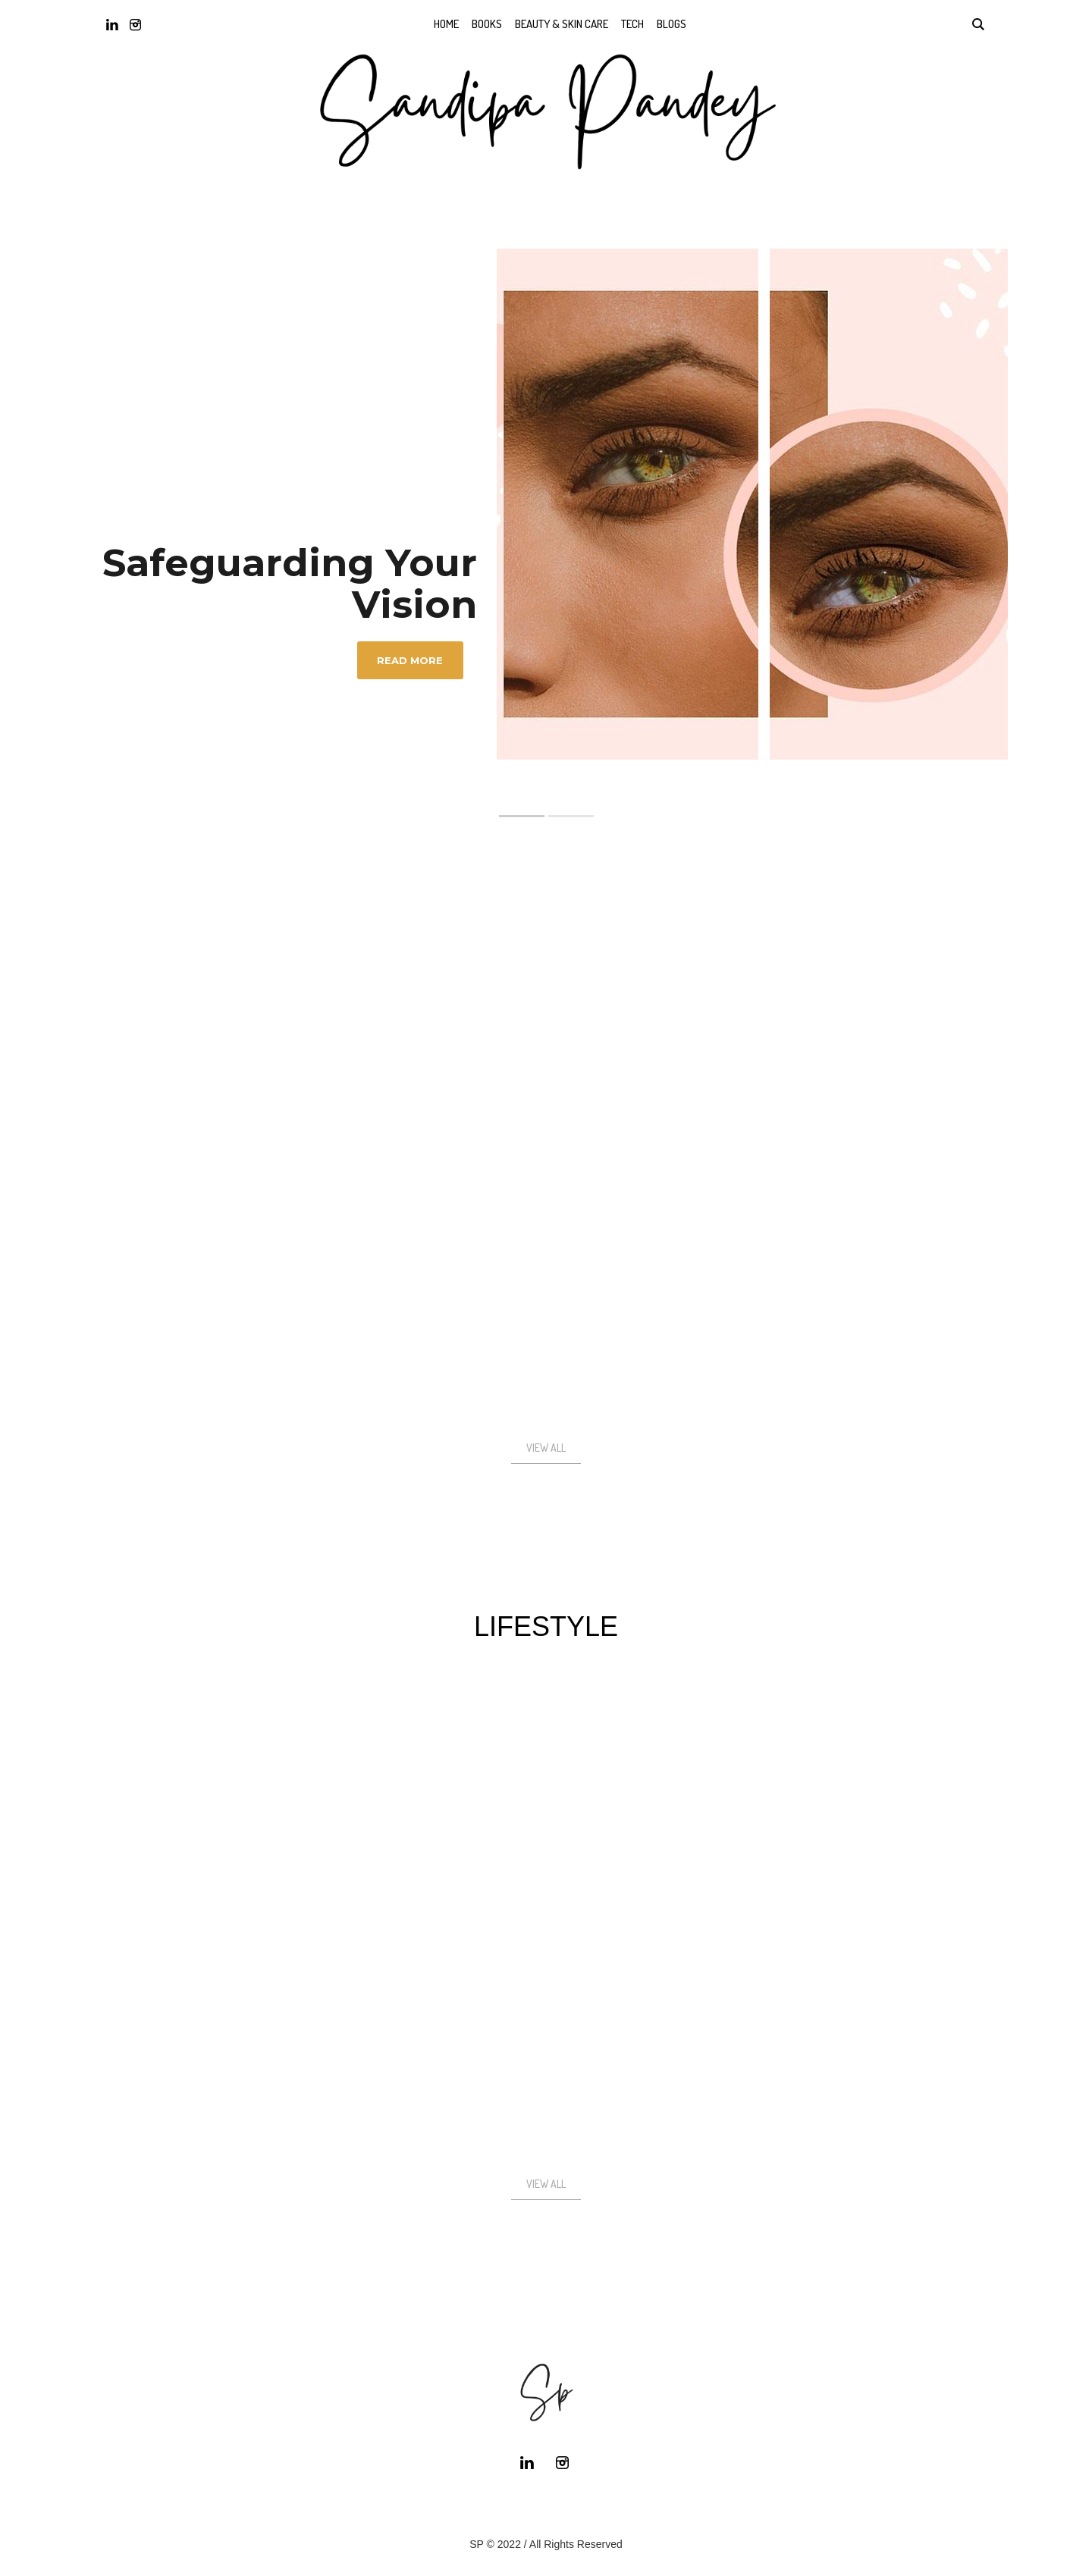 HOME BOOKS BEAUTY & SKIN CARE TECH BLOGS
Sandipa Pandey
Safeguarding Your
Vision
READ MORE
VIEW ALL
LIFESTYLE
VIEW ALL
Sp
SP © 2022 / All Rights Reserved